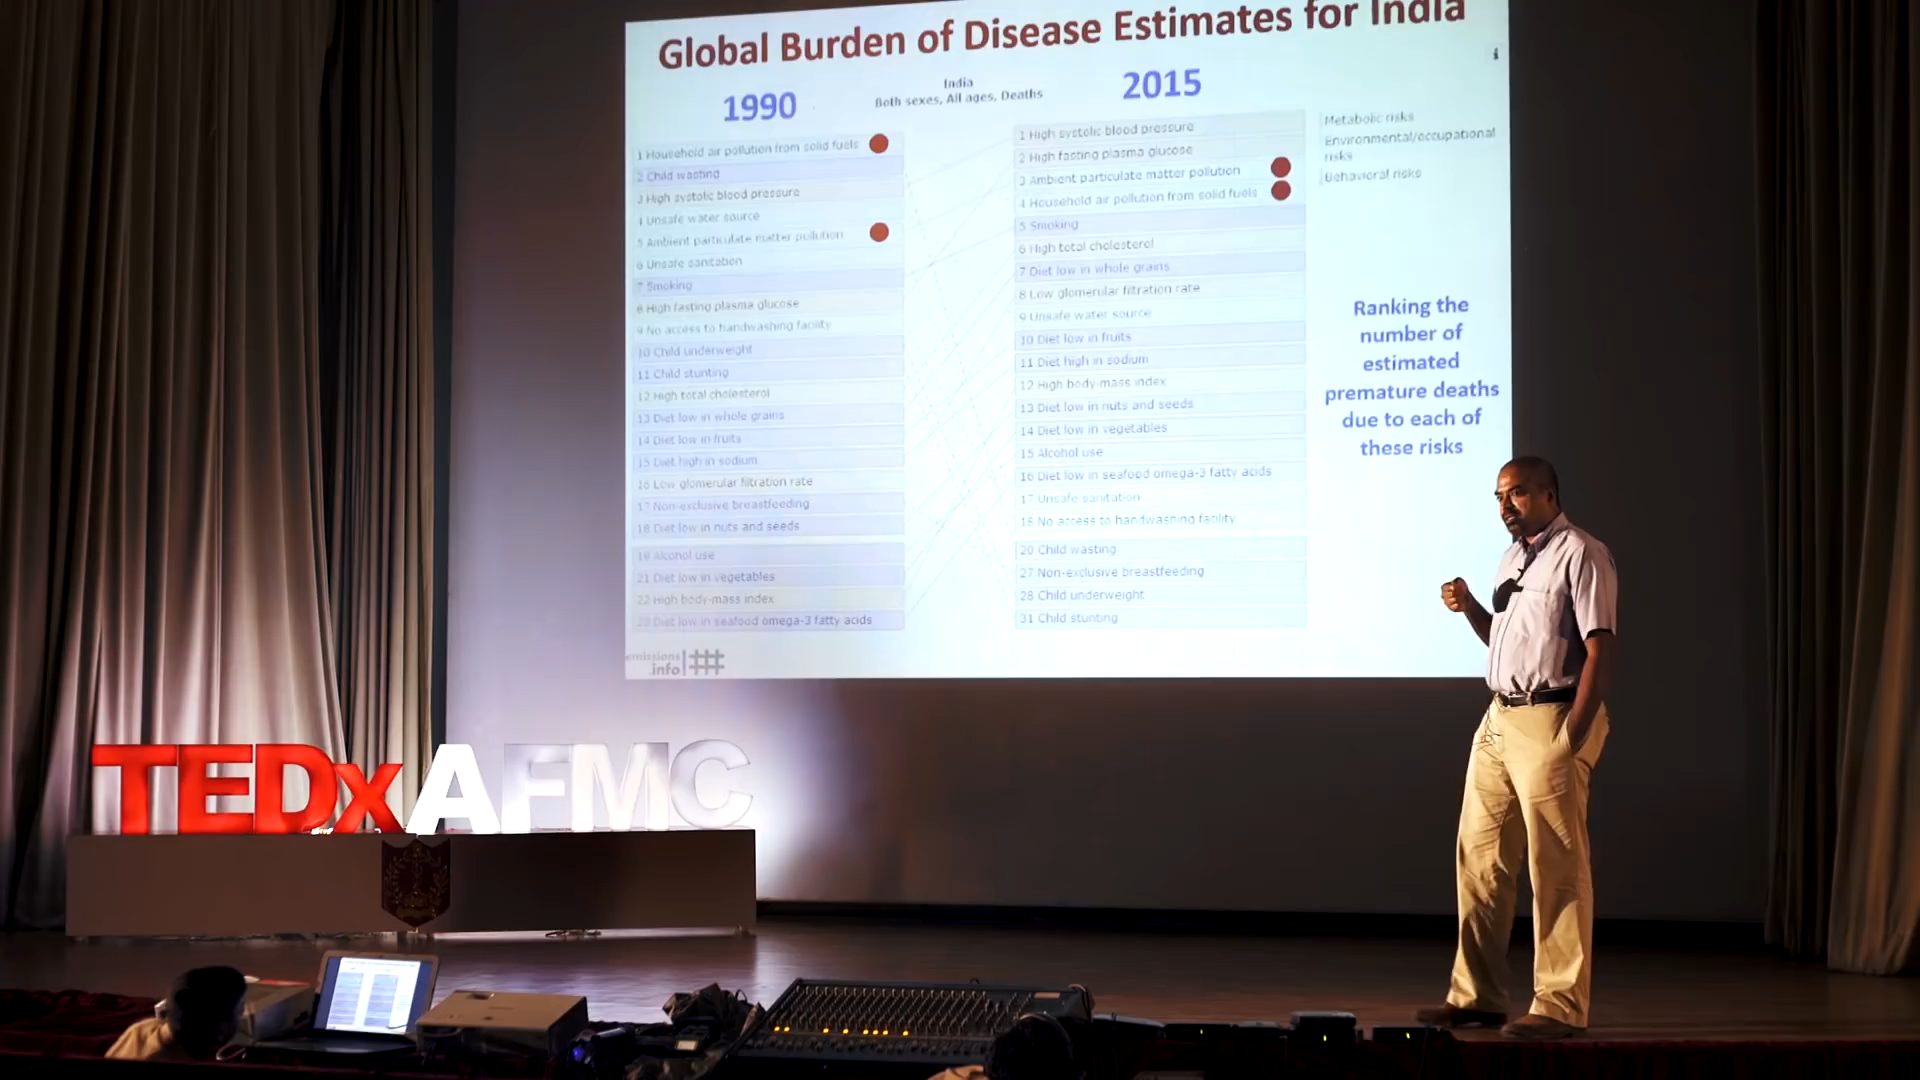 Global Burden of Disease Estimates for India
i
1990
India
Both sexes, All ages, Deaths
2015
1 Household air pollution from solid fuels
2 Child wasting
3 High systolic blood pressure
4 Unsafe water source
5 Ambient particulate matter pollution
6 Unsafe sanitation
7 Smoking
8 High fasting plasma glucose
9 No access to handwashing facility
10 Child underweight
11 Child stunting
12 High total cholesterol
13 Diet low in whole grains
14 Diet low in fruits
15 Diet high in sodium
16 Low glomerular filtration rate
17 Non-exclusive breastfeeding
18 Diet low in nuts and seeds
19 Alcohol use
21 Diet low in vegetables
22 High body-mass index
23 Diet low in seafood omega-3 fatty acids
1 High systolic blood pressure
2 High fasting plasma glucose
3 Ambient particulate matter pollution
4 Household air pollution from solid fuels
5 Smoking
6 High total cholesterol
7 Diet low in whole grains
8 Low glomerular filtration rate
9 Unsafe water source
10 Diet low in fruits
11 Diet high in sodium
12 High body-mass index
13 Diet low in nuts and seeds
14 Diet low in vegetables
15 Alcohol use
16 Diet low in seafood omega-3 fatty acids
17 Unsafe sanitation
18 No access to handwashing facility
20 Child wasting
27 Non-exclusive breastfeeding
28 Child underweight
31 Child stunting
Metabolic risks
Environmental/occupational
risks
Behavioral risks
Ranking the
number of
estimated
premature deaths
due to each of
these risks
emissions
.info
TEDxAFMC